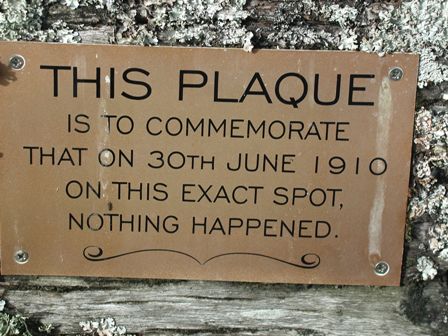 THIS PLAQUE
IS TO COMMEMORATE
THAT ON 30TH JUNE 1910
ON THIS EXACT SPOT,
NOTHING HAPPENED.